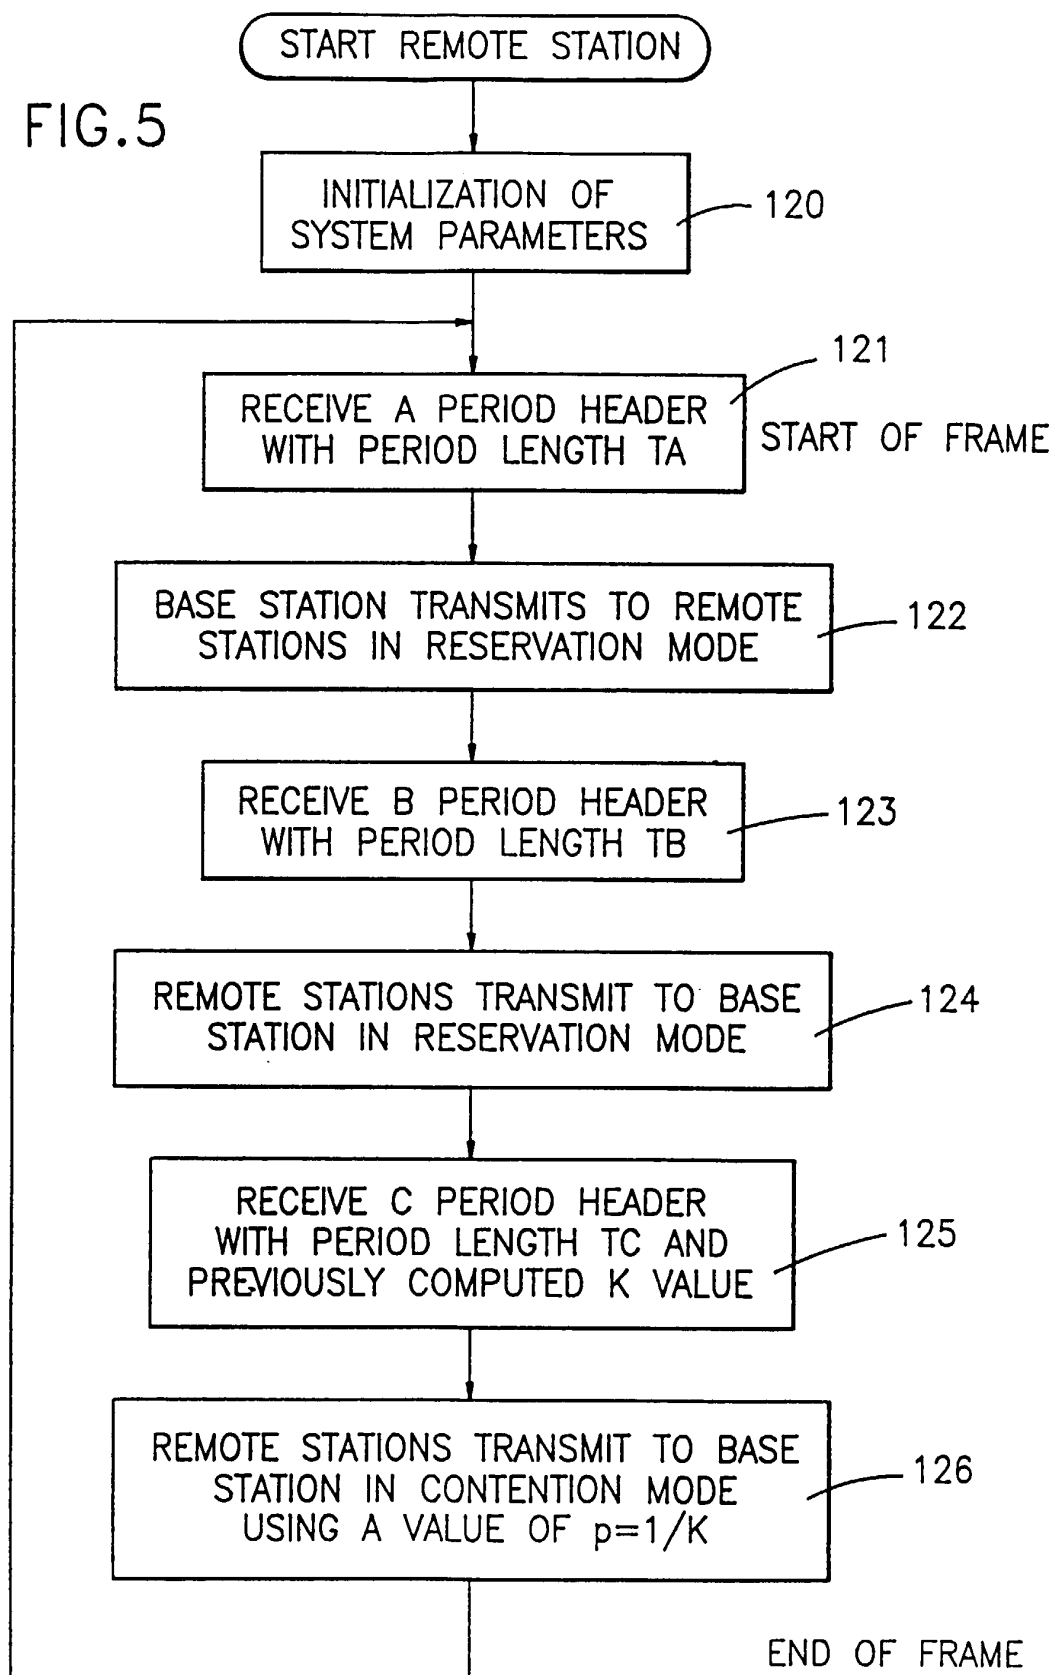 START REMOTE STATION
FIG.5
INITIALIZATION OF
SYSTEM PARAMETERS
120
121
RECEIVE A PERIOD HEADER
WITH PERIOD LENGTH TA
START OF FRAME
BASE STATION TRANSMITS TO REMOTE
STATIONS IN RESERVATION MODE
122
RECEIVE B PERIOD HEADER
WITH PERIOD LENGTH TB
123
REMOTE STATIONS TRANSMIT TO BASE
STATION IN RESERVATION MODE
124
RECEIVE C PERIOD HEADER
WITH PERIOD LENGTH TC AND
PREVIOUSLY COMPUTED K VALUE
125
REMOTE STATIONS TRANSMIT TO BASE
STATION IN CONTENTION MODE
USING A VALUE OF p=1/K
126
END OF FRAME